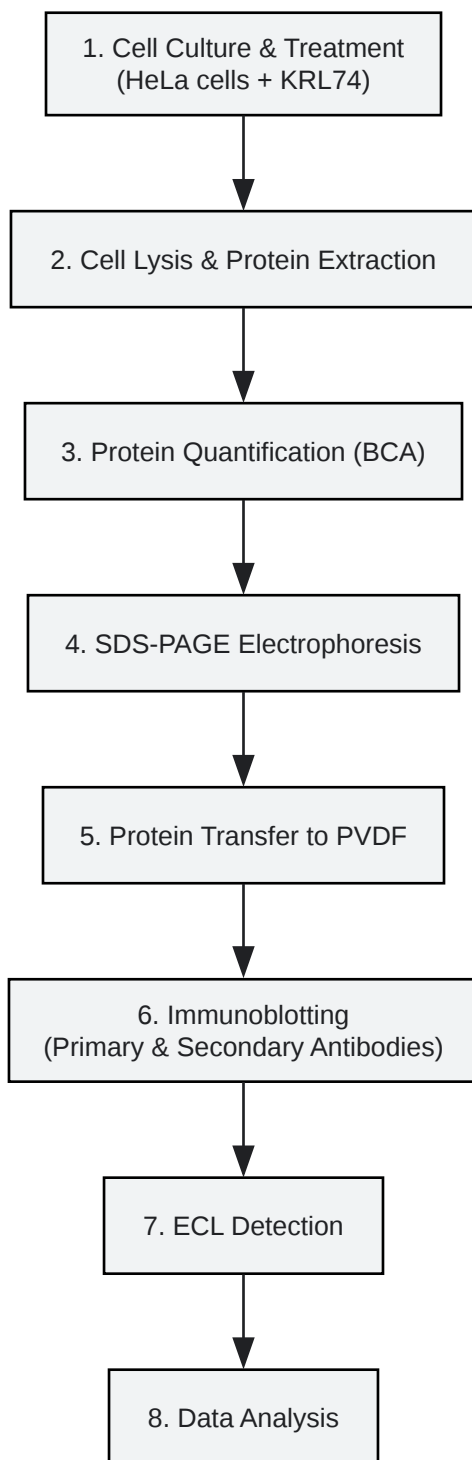 1. Cell Culture & Treatment
(HeLa cells + KRL74)
2. Cell Lysis & Protein Extraction
3. Protein Quantification (BCA)
4. SDS-PAGE Electrophoresis
5. Protein Transfer to PVDF
6. Immunoblotting
(Primary & Secondary Antibodies)
7. ECL Detection
8. Data Analysis